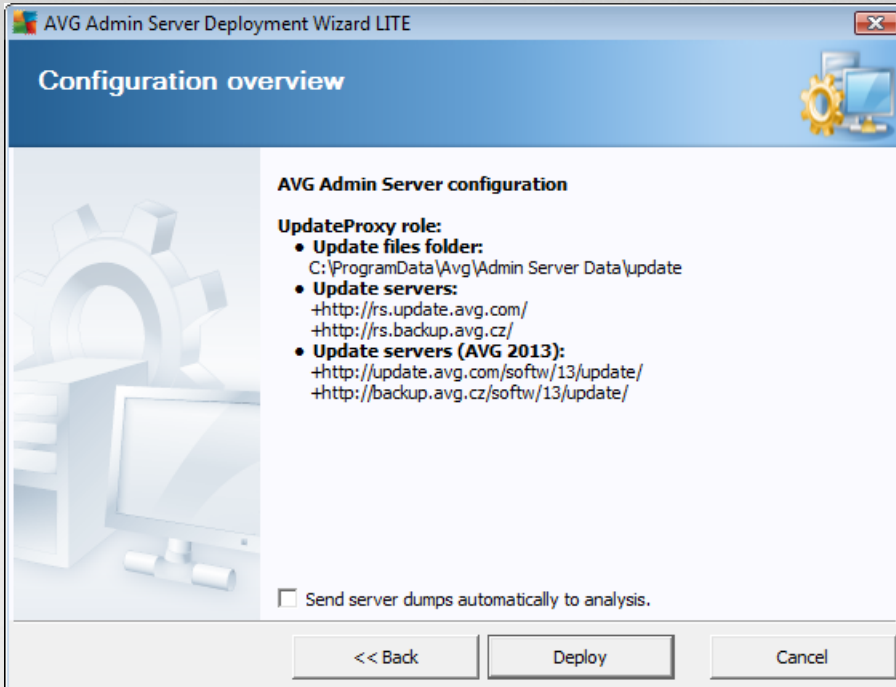 AVG Admin Server Deployment Wizard LITE
Configuration overview
AVG Admin Server configuration
UpdateProxy role:
• Update files folder:
C:\ProgramData\Avg\Admin Server Data\update
• Update servers:
+http://rs.update.avg.com/
+http://rs.backup.avg.cz/
• Update servers (AVG 2013):
+http://update.avg.com/softw/13/update/
+http://backup.avg.cz/softw/13/update/
Send server dumps automatically to analysis.
<< Back
Deploy
Cancel